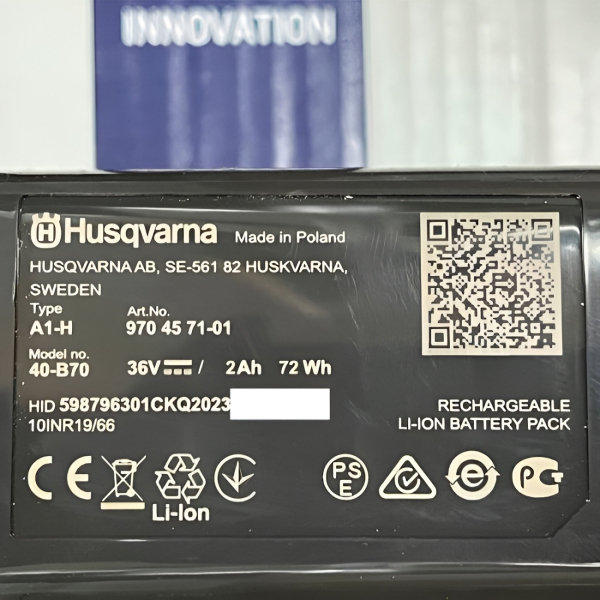 INNOVATION
Husqvarna Made in Poland
HUSQVARNA AB, SE-561 82 HUSKVARNA,
SWEDEN
Type Art.No.
A1-H 970 45 71-01
Model no.
40-B70 36V / 2Ah 72 Wh
HID 598796301CKQ2023
10INR19/66
RECHARGEABLE
LI-ION BATTERY PACK
Li-Ion
PS
E